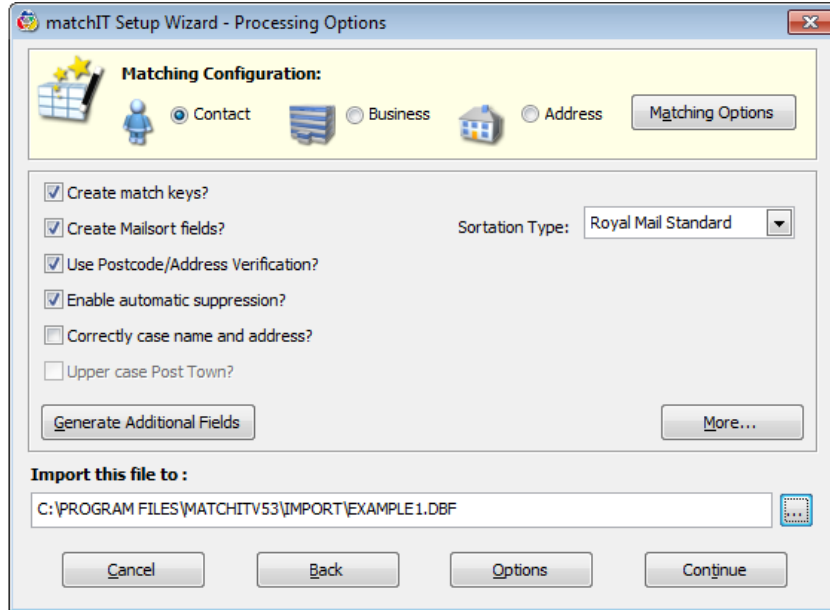 matchIT Setup Wizard - Processing Options
Matching Configuration:
Contact Business Address Matching Options
Create match keys?
Create Mailsort fields? Sortation Type: Royal Mail Standard
Use Postcode/Address Verification?
Enable automatic suppression?
Correctly case name and address?
Upper case Post Town?
Generate Additional Fields More...
Import this file to :
C:\PROGRAM FILES\MATCHITV53\IMPORT\EXAMPLE1.DBF ...
Cancel Back Options Continue